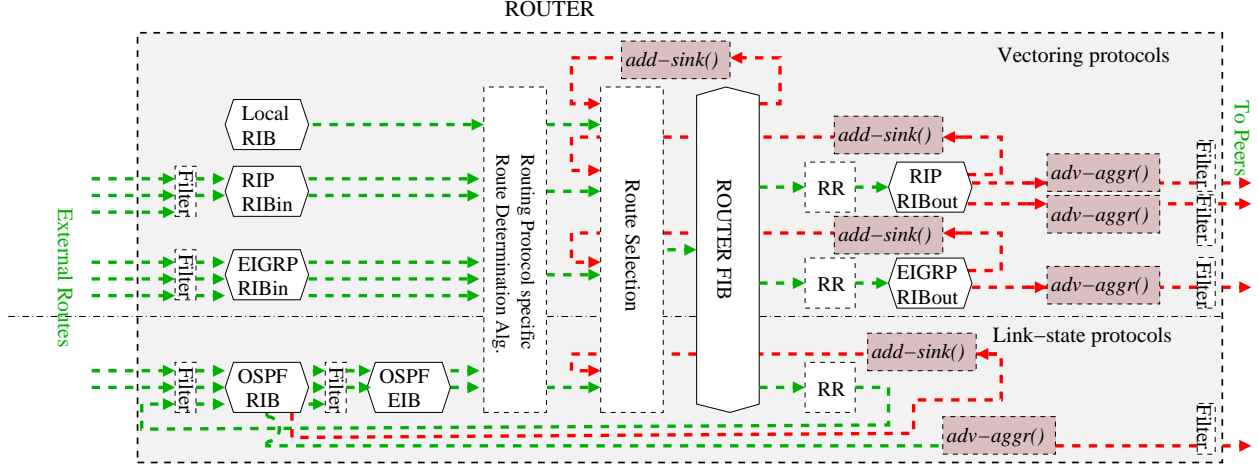 ROUTER
Vectoring protocols
add−sink()
Local
RIB
add−sink()
To Peers
External Routes
Filter
RIP
RIBin
Routing Protocol specific
Route Determination Alg.
Route Selection
ROUTER FIB
RR
RIP
RIBout
adv−aggr()
Filter
adv−aggr()
Filter
add−sink()
Filter
EIGRP
RIBin
RR
EIGRP
RIBout
adv−aggr()
Filter
Link−state protocols
add−sink()
Filter
OSPF
RIB
Filter
OSPF
EIB
RR
adv−aggr()
Filter